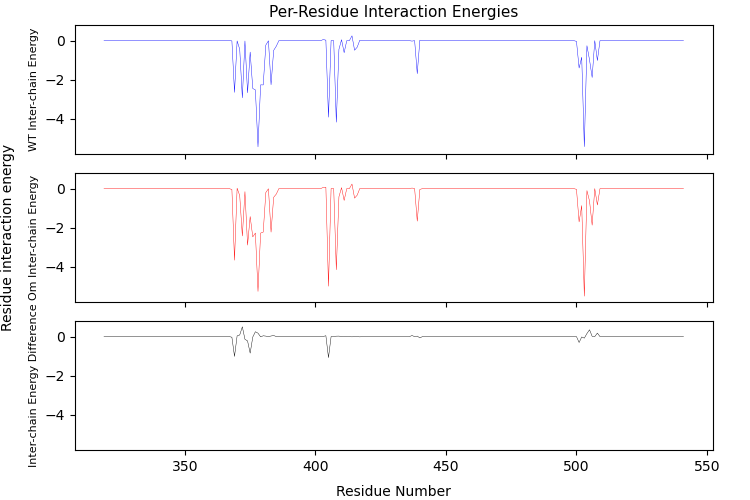 Per-Residue Interaction Energies
Residue interaction energy
WT Inter-chain Energy
0
−2
−4
Om Inter-chain Energy
0
−2
−4
Inter-chain Energy Difference
0
−2
−4
350
400
450
500
550
Residue Number